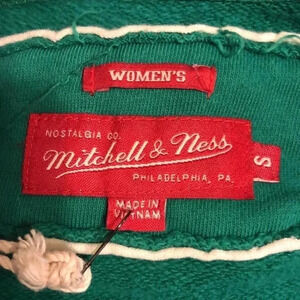 WOMEN'S
NOSTALGIA CO.
Mitchell & Ness
PHILADELPHIA, PA.
S
MADE IN
VIETNAM